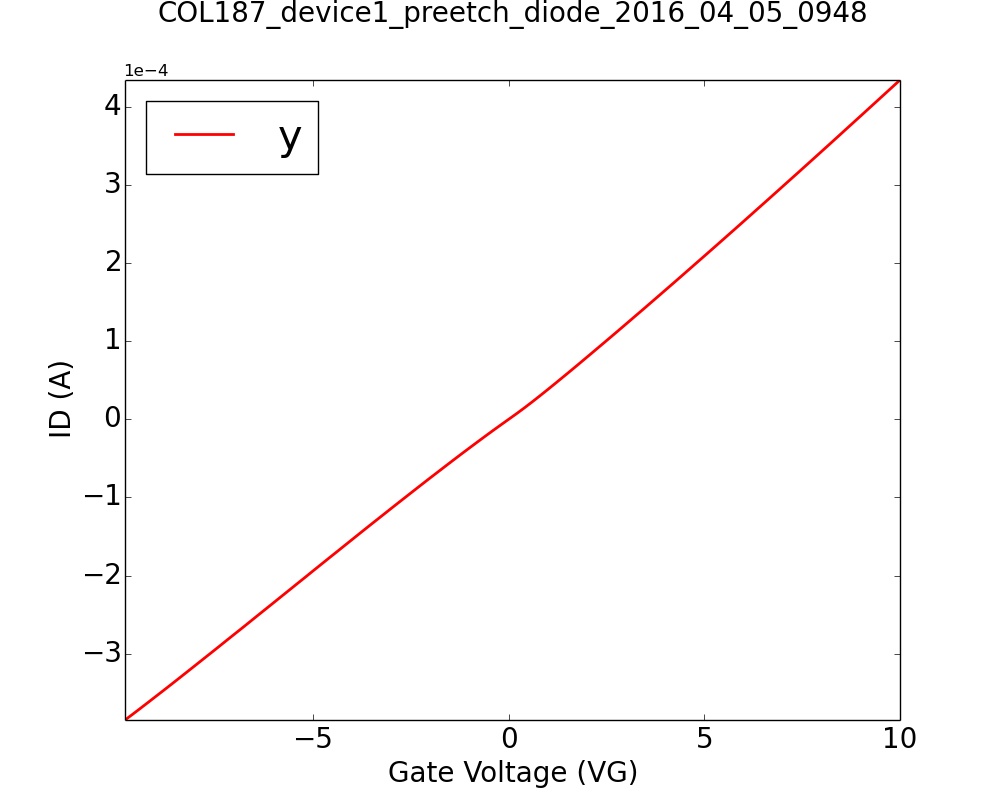 COL187_device1_preetch_diode_2016_04_05_0948
1e−4
y
4
3
2
1
0
−1
−2
−3
ID (A)
−5 0 5 10
Gate Voltage (VG)